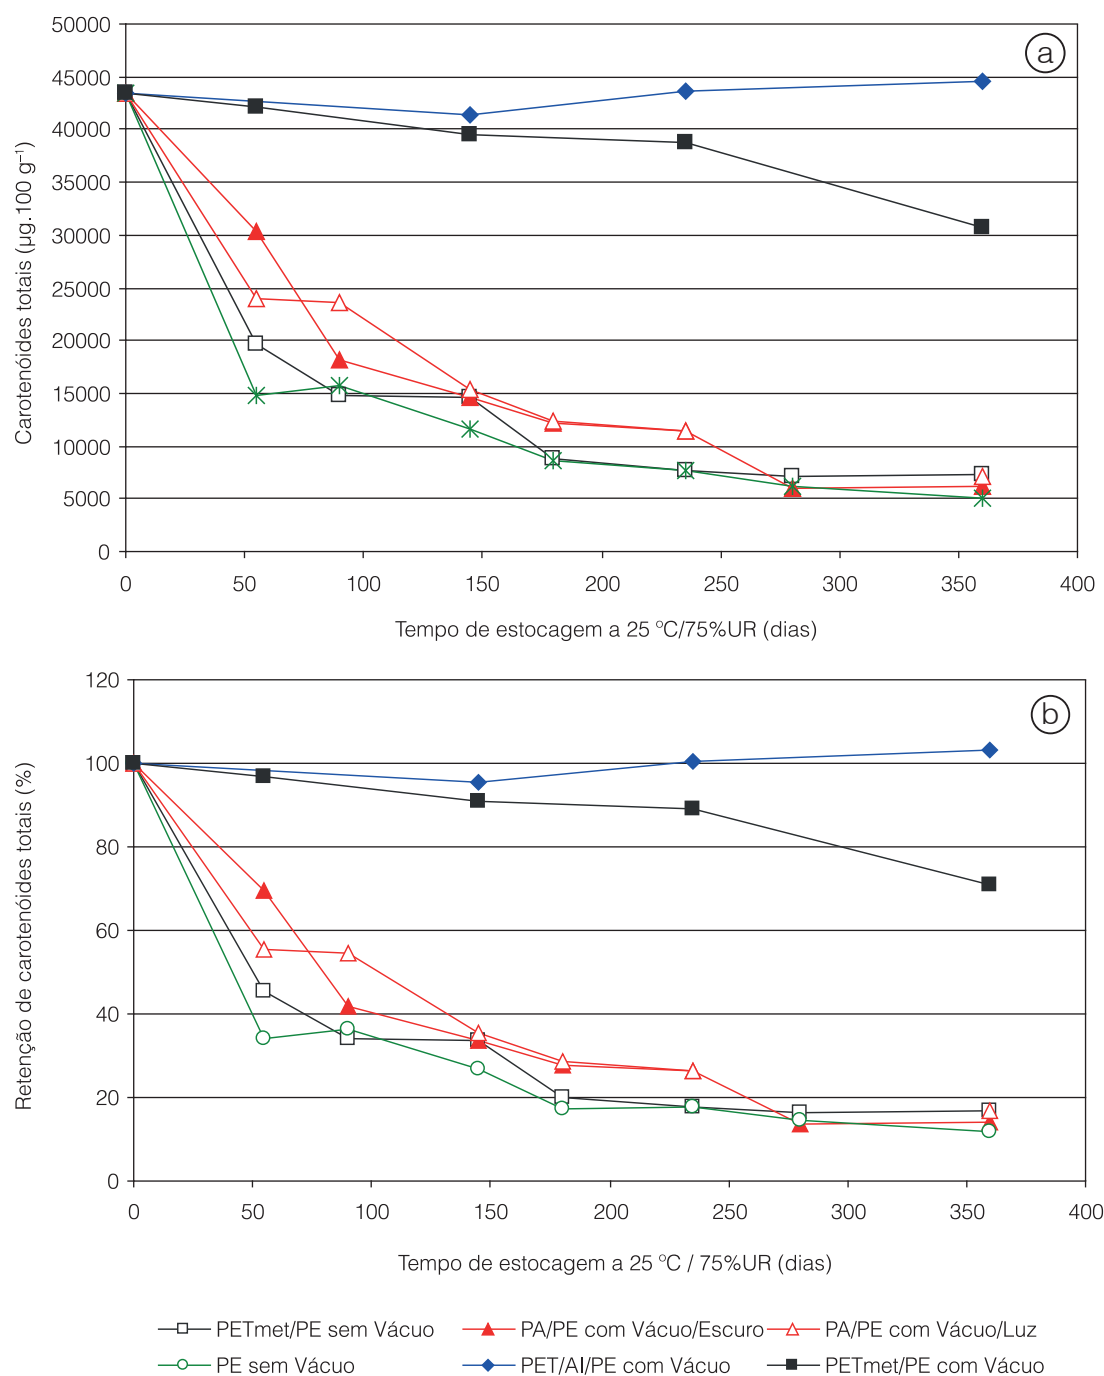 50000
45000
40000
35000
30000
25000
20000
15000
10000
5000
0
Carotenóides totais (µg.100 g⁻¹)
a
0 50 100 150 200 250 300 350 400
Tempo de estocagem a 25 ºC/75%UR (dias)
120
100
80
60
40
20
0
Retenção de carotenóides totais (%)
b
0 50 100 150 200 250 300 350 400
Tempo de estocagem a 25 ºC / 75%UR (dias)
PETmet/PE sem Vácuo PA/PE com Vácuo/Escuro PA/PE com Vácuo/Luz
PE sem Vácuo PET/Al/PE com Vácuo PETmet/PE com Vácuo